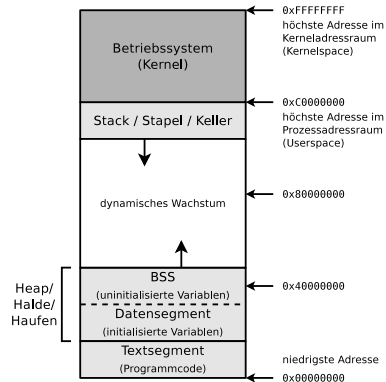 0xFFFFFFFF
höchste Adresse im
Kerneladressraum
(Kernelspace)
Betriebssystem
(Kernel)
0xC0000000
höchste Adresse im
Prozessadressraum
(Userspace)
Stack / Stapel / Keller
0x80000000
dynamisches Wachstum
Heap/
Halde/
Haufen
BSS
(uninitialisierte Variablen)
0x40000000
Datensegment
(initialisierte Variablen)
Textsegment
(Programmcode)
niedrigste Adresse
0x00000000